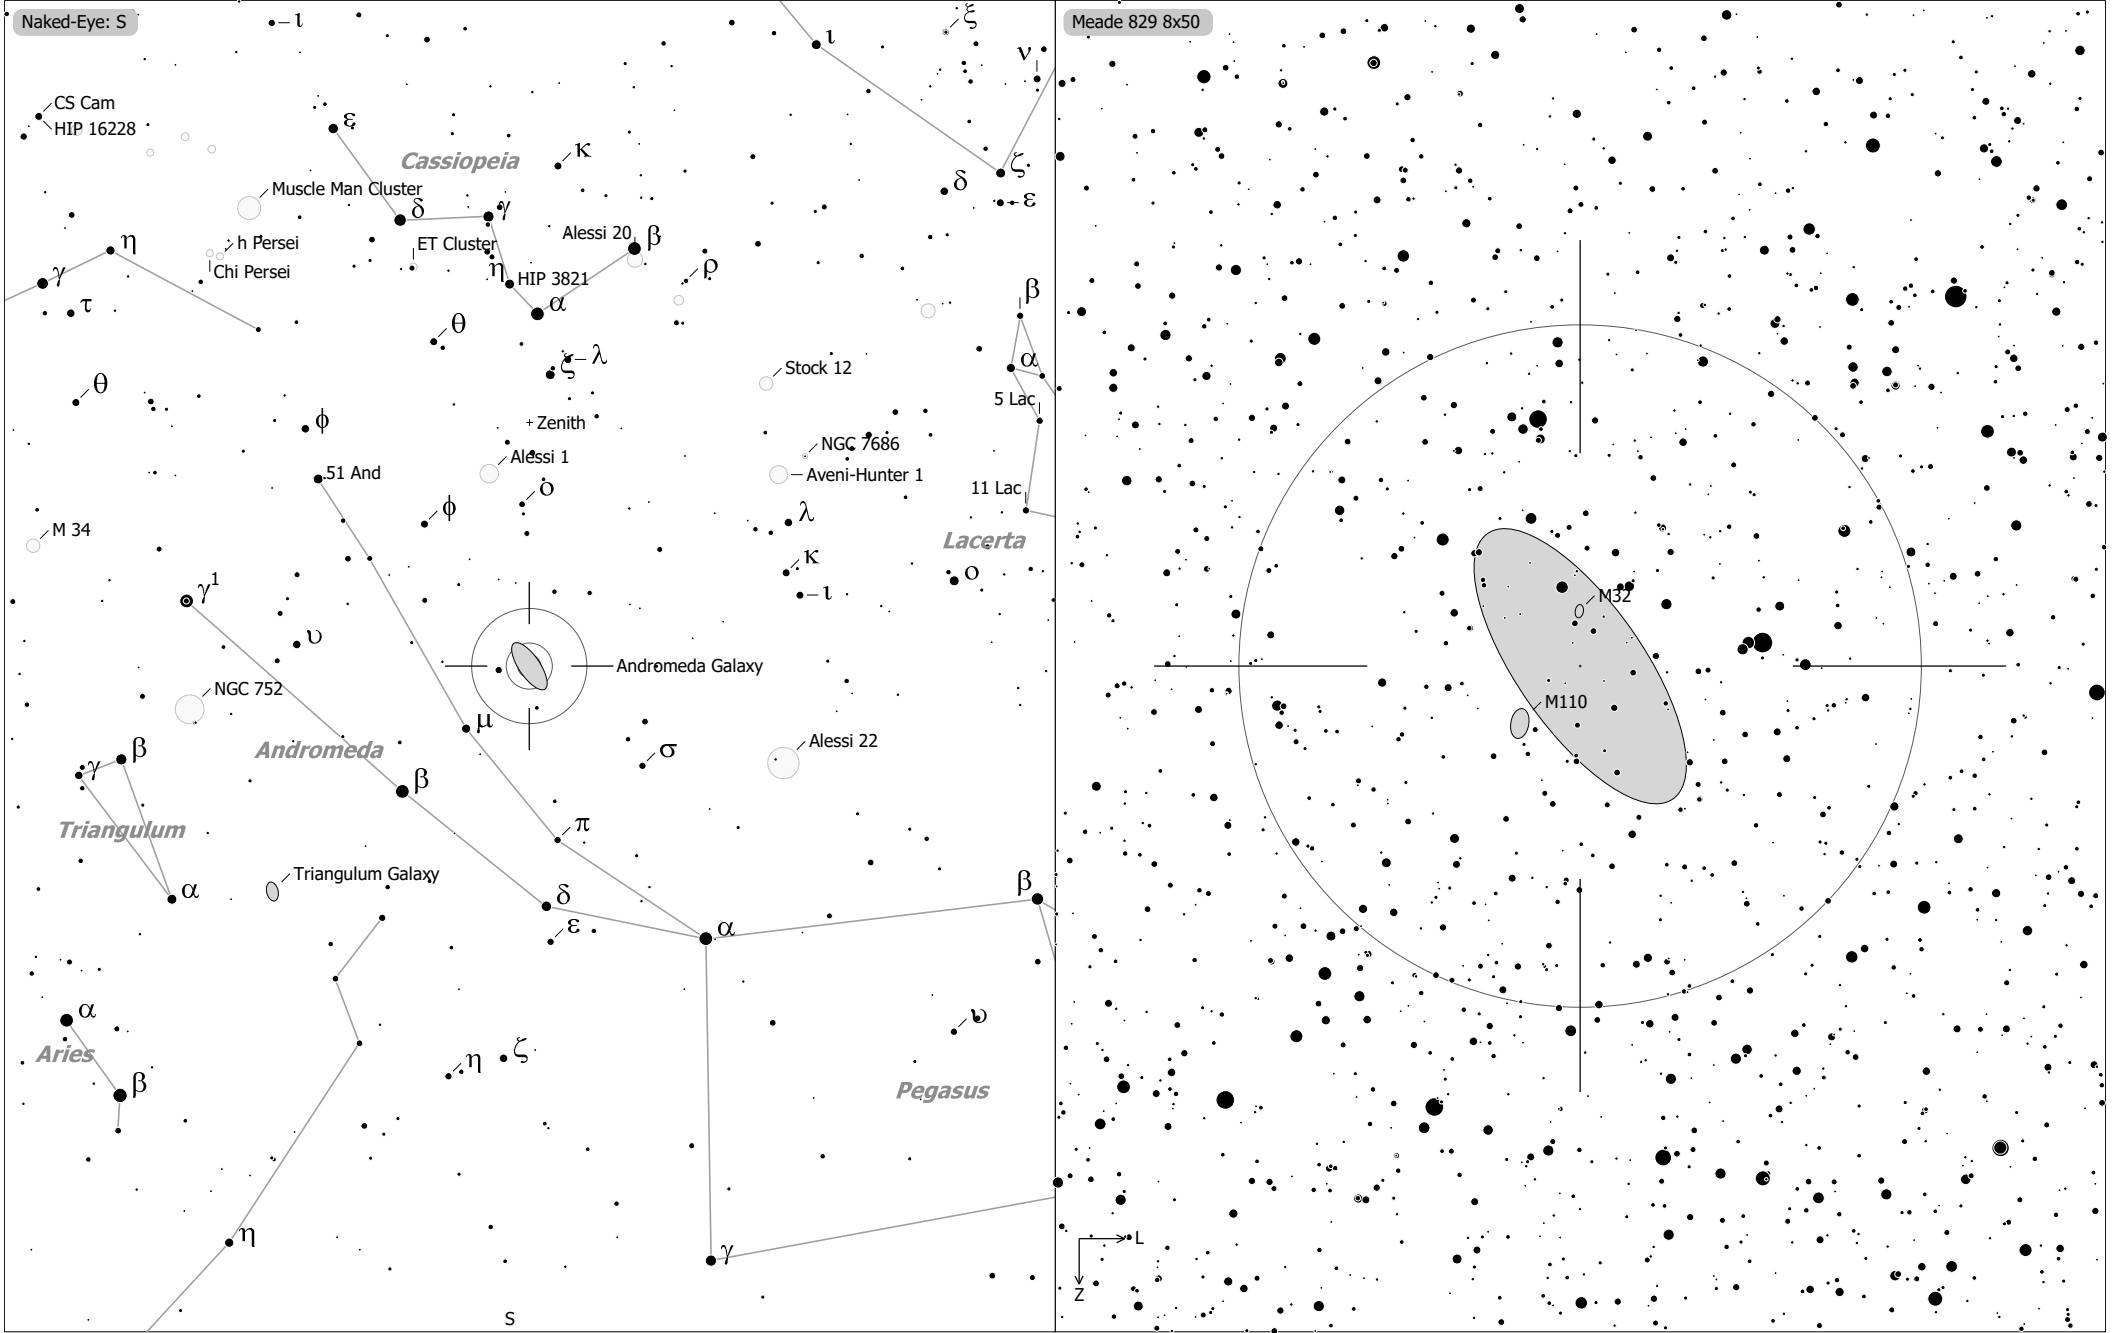 Naked-Eye: S
ι
ι
ξ
ν
CS Cam
HIP 16228
ε
Cassiopeia
κ
ζ
δ
ε
Muscle Man Cluster
δ
γ
Alessi 20
β
η
h Persei
ET Cluster
Chi Persei
γ
η
HIP 3821
ρ
τ
α
β
θ
ζ
λ
α
Stock 12
θ
5 Lac
φ
Zenith
NGC 7686
Alessi 1
51 And
Aveni-Hunter 1
ο
11 Lac
φ
λ
M 34
Lacerta
κ
ο
γ1
ι
υ
Andromeda Galaxy
NGC 752
μ
Andromeda
σ
Alessi 22
β
γ
β
Triangulum
π
Triangulum Galaxy
α
β
δ
ε
α
α
υ
Aries
η
ζ
β
Pegasus
η
γ
S
Meade 829 8x50
M32
M110
L
Z